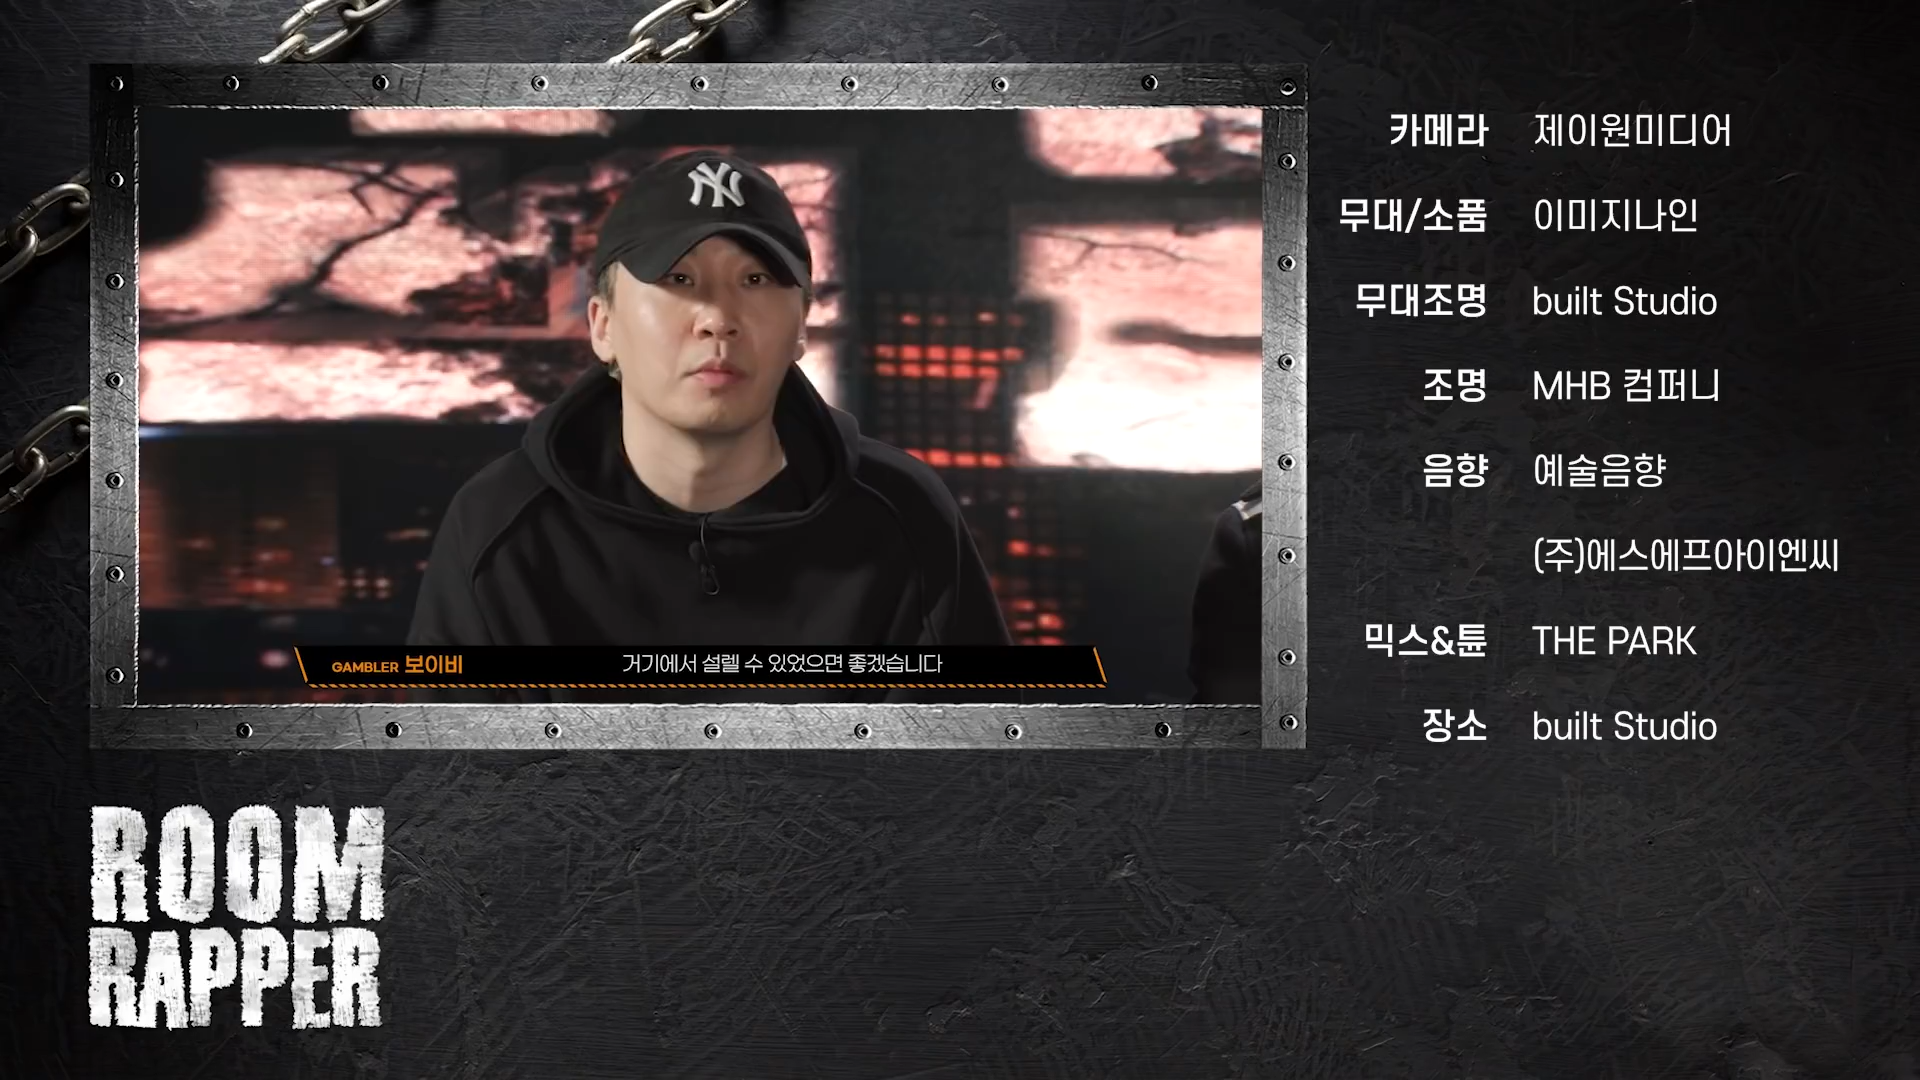 NY
GAMBLER 보이비 거기에서 설렐 수 있었으면 좋겠습니다
카메라 제이원미디어
무대/소품 이미지나인
무대조명 built Studio
조명 MHB 컴퍼니
음향 예술음향
(주)에스에프아이엔씨
믹스&튠 THE PARK
장소 built Studio
ROOM
RAPPER